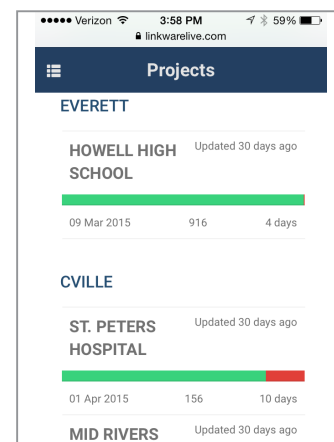 Verizon 3:58 PM 59%
linkwarelive.com
Projects
EVERETT
HOWELL HIGH SCHOOL Updated 30 days ago
09 Mar 2015 916 4 days
CVILLE
ST. PETERS HOSPITAL Updated 30 days ago
01 Apr 2015 156 10 days
MID RIVERS Updated 30 days ago